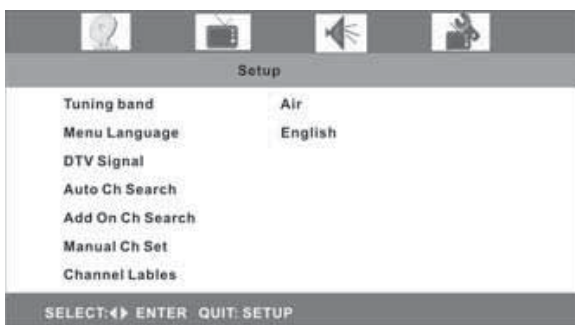 Setup
Tuning band Air
Menu Language English
DTV Signal
Auto Ch Search
Add On Ch Search
Manual Ch Set
Channel Lables
SELECT:◀▶ ENTER QUIT: SETUP